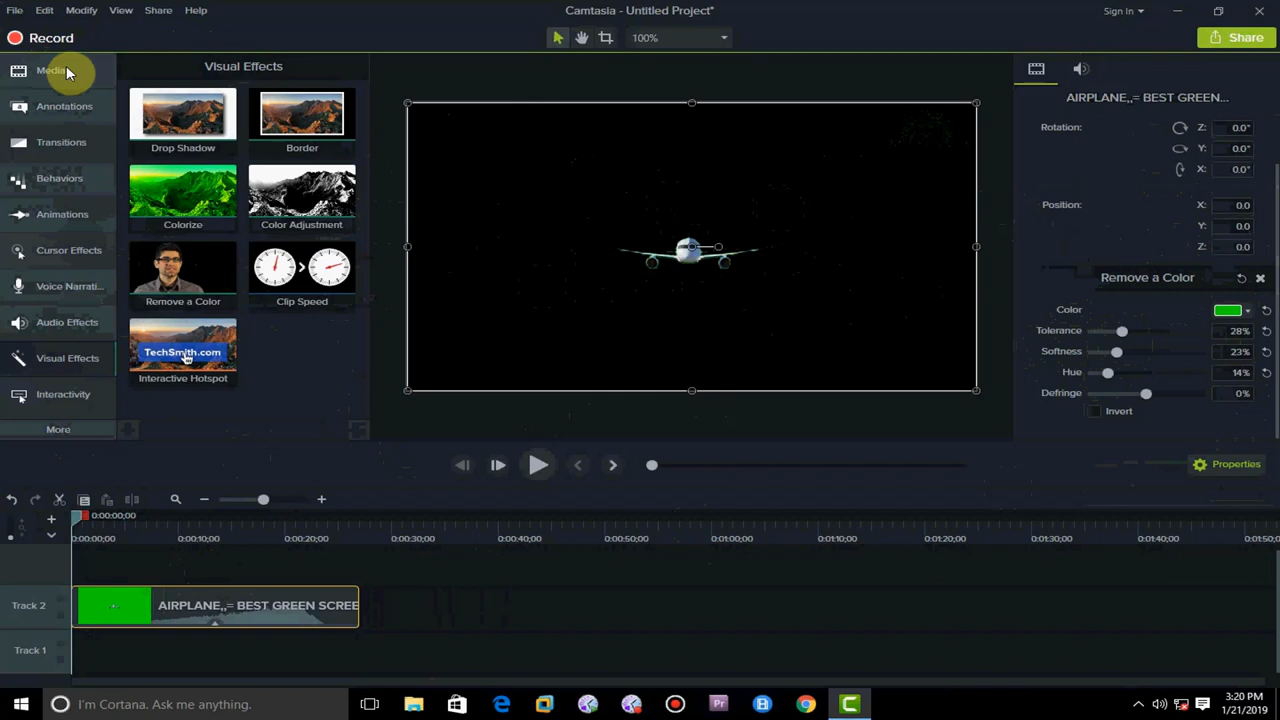 File Edit Modify View Share Help
Camtasia - Untitled Project*
Sign In
Record
100%
Share
Media
Annotations
Transitions
Behaviors
Animations
Cursor Effects
Voice Narrati...
Audio Effects
Visual Effects
Interactivity
More
Visual Effects
Drop Shadow
Border
Colorize
Color Adjustment
Remove a Color
Clip Speed
TechSmith.com
Interactive Hotspot
AIRPLANE,,= BEST GREEN...
Rotation: Z: 0.0°
Y: 0.0°
X: 0.0°
Position: X: 0.0
Y: 0.0
Z: 0.0
Remove a Color
Color
Tolerance 28%
Softness 23%
Hue 14%
Defringe 0%
Invert
Properties
0:00:00;00
0:00:00;00 0:00:10;00 0:00:20;00 0:00:30;00 0:00:40;00 0:00:50;00 0:01:00;00 0:01:10;00 0:01:20;00 0:01:30;00 0:01:40;00 0:01:50;0
Track 2
AIRPLANE,,= BEST GREEN SCREE
Track 1
I'm Cortana. Ask me anything.
Pr
3:20 PM
1/21/2019